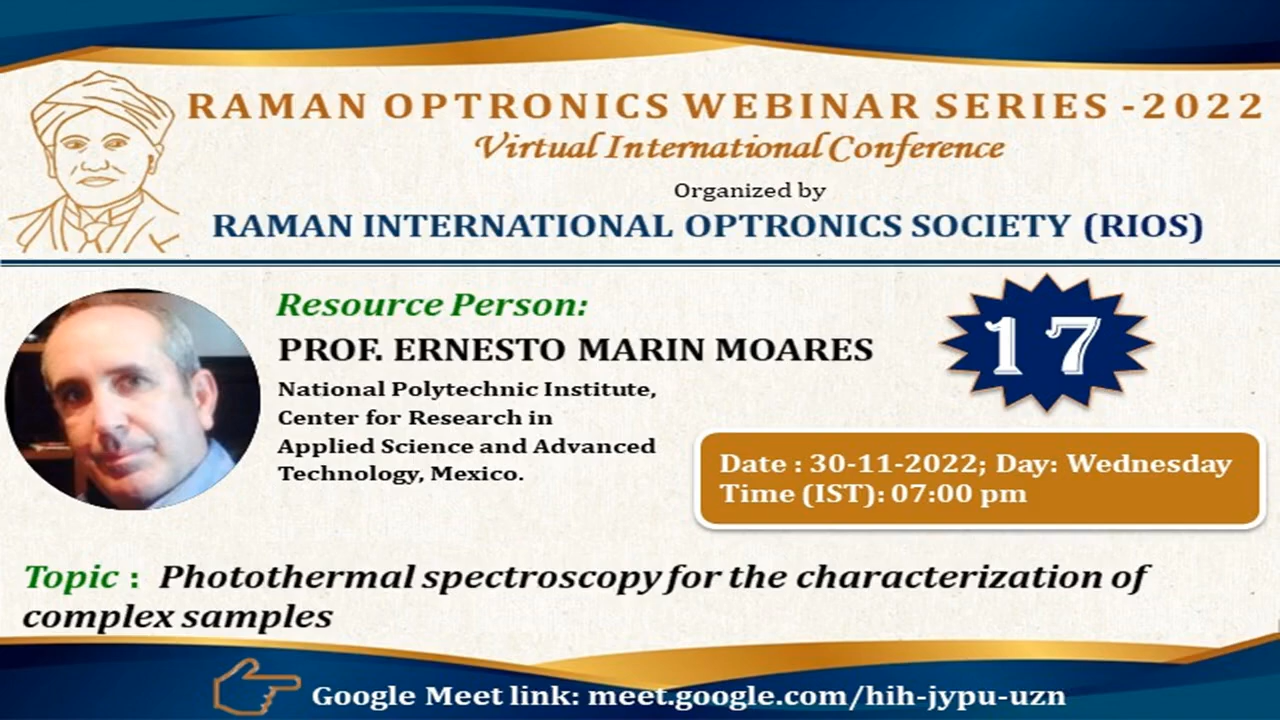 RAMAN OPTRONICS WEBINAR SERIES -2022
Virtual International Conference
Organized by
RAMAN INTERNATIONAL OPTRONICS SOCIETY (RIOS)
Resource Person:
PROF. ERNESTO MARIN MOARES
National Polytechnic Institute,
Center for Research in
Applied Science and Advanced
Technology, Mexico.
17
Date : 30-11-2022; Day: Wednesday
Time (IST): 07:00 pm
Topic : Photothermal spectroscopy for the characterization of
complex samples
Google Meet link: meet.google.com/hih-jypu-uzn